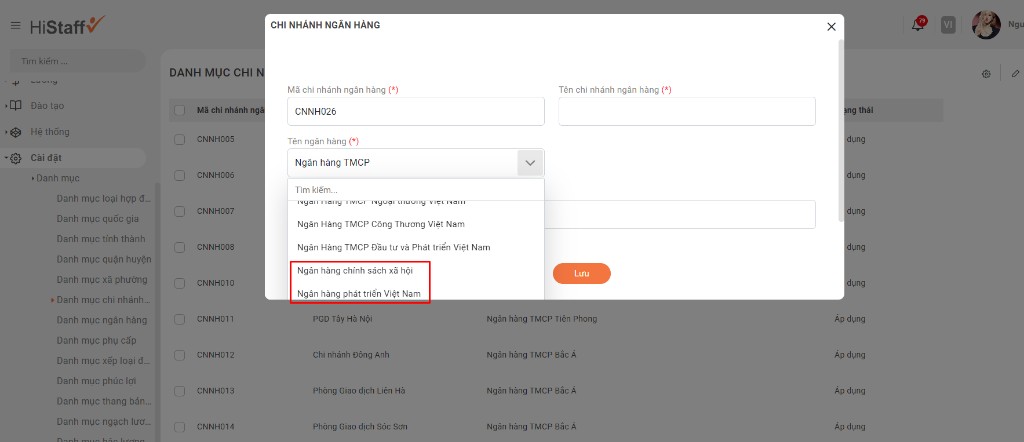 CHI NHÁNH NGÂN HÀNG
HiStaff
79
VI
Tìm kiếm ...
DANH MỤC CHI N
Đào tạo
Hệ thống
Cài đặt
Danh mục
Danh mục loại hợp đ...
Danh mục quốc gia
Danh mục tỉnh thành
Danh mục quận huyện
Danh mục xã phường
Danh mục chi nhánh...
Danh mục ngân hàng
Danh mục phụ cấp
Danh mục xếp loại đ...
Danh mục phúc lợi
Danh mục thang bản...
Danh mục ngạch lươ...
Mã chi nhánh ngân hàng (*)
Tên chi nhánh ngân hàng (*)
CNNH026
Tên ngân hàng (*)
Ngân hàng TMCP
Tìm kiếm...
Ngân Hàng TMCP Ngoại thương Việt Nam
Ngân Hàng TMCP Công Thương Việt Nam
Ngân Hàng TMCP Đầu tư và Phát triển Việt Nam
Ngân hàng chính sách xã hội
Ngân hàng phát triển Việt Nam
Lưu
Mã chi nhánh ngâ
ạng thái
CNNH005
dụng
CNNH006
dụng
CNNH007
dụng
CNNH008
dụng
CNNH010
dụng
CNNH011 PGD Tây Hà Nội Ngân hàng TMCP Tiên Phong Áp dụng
CNNH012 Chi nhánh Đông Anh Ngân hàng TMCP Bắc Á Áp dụng
CNNH013 Phòng Giao dịch Liên Hà Ngân hàng TMCP Bắc Á Áp dụng
CNNH014 Phòng Giao dịch Sóc Sơn Ngân hàng TMCP Bắc Á Áp dụng